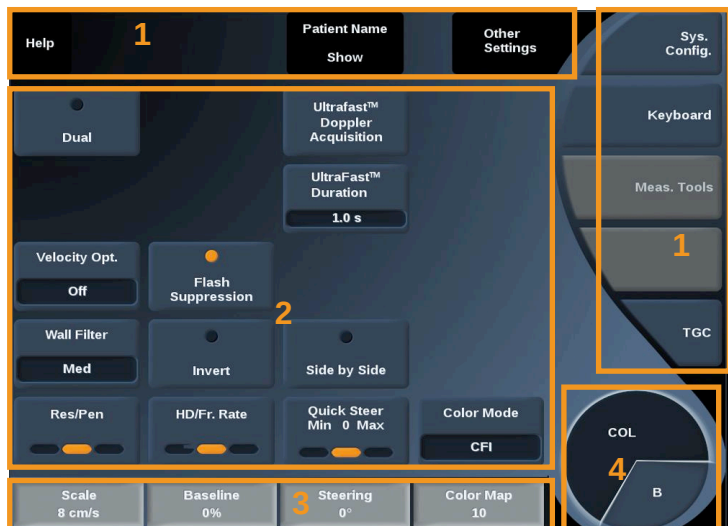 Help
1
Patient Name
Show
Other
Settings
Sys.
Config.
Keyboard
Meas. Tools
1
TGC
Dual
Ultrafast™
Doppler
Acquisition
UltraFast™
Duration
1.0 s
Velocity Opt.
Off
Flash
Suppression
2
Wall Filter
Med
Invert
Side by Side
Res/Pen
HD/Fr. Rate
Quick Steer
Min 0 Max
Color Mode
CFI
COL
4
B
Scale
8 cm/s
Baseline
0%
3
Steering
0°
Color Map
10